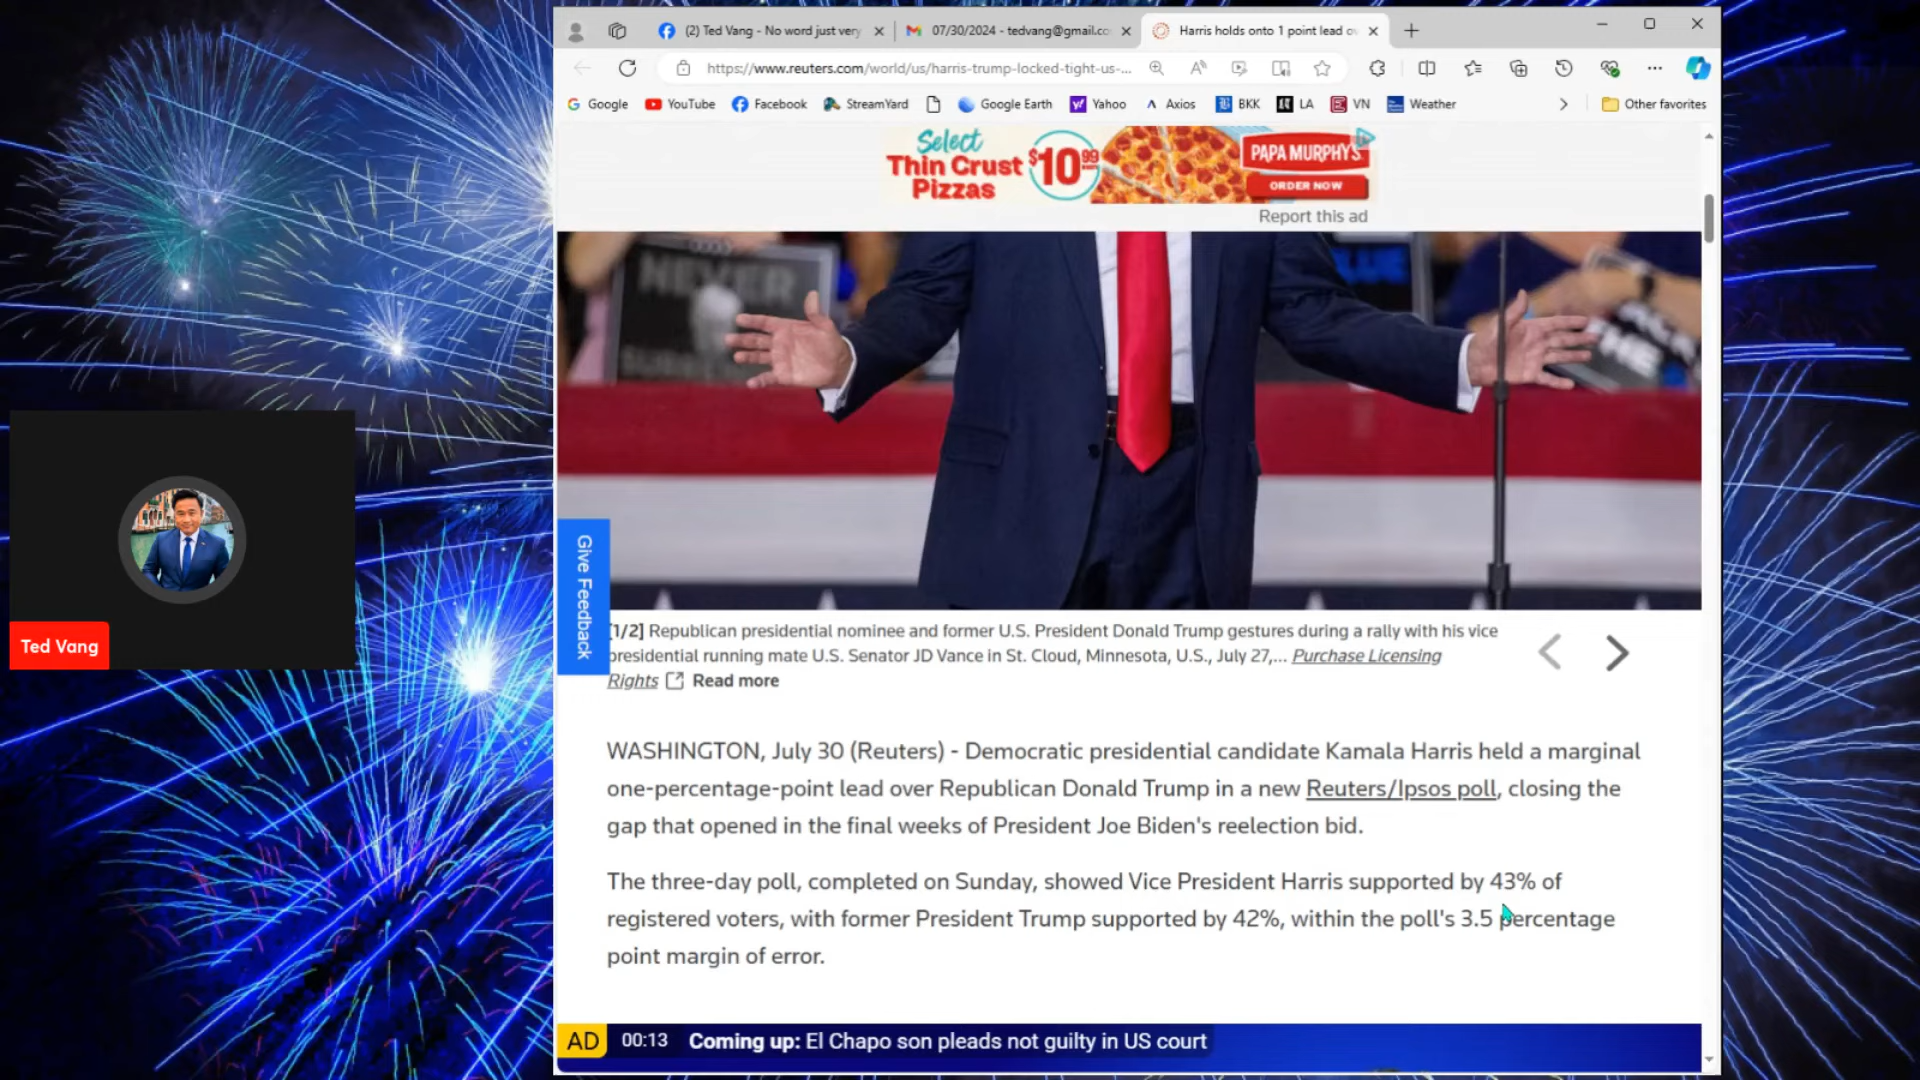 (2) Ted Vang - No word just very
07/30/2024 - tedvang@gmail.co
Harris holds onto 1 point lead o
https://www.reuters.com/world/us/harris-trump-locked-tight-us-...
Google
YouTube
Facebook
StreamYard
Google Earth
Yahoo
Axios
BKK
LA
VN
Weather
Other favorites
Select
Thin Crust
Pizzas
$10.99
PAPA MURPHY'S
ORDER NOW
Report this ad
NEVER
BLUE
Give Feedback
Ted Vang
[1/2] Republican presidential nominee and former U.S. President Donald Trump gestures during a rally with his vice
presidential running mate U.S. Senator JD Vance in St. Cloud, Minnesota, U.S., July 27,... Purchase Licensing
Rights Read more
WASHINGTON, July 30 (Reuters) - Democratic presidential candidate Kamala Harris held a marginal
one-percentage-point lead over Republican Donald Trump in a new Reuters/Ipsos poll, closing the
gap that opened in the final weeks of President Joe Biden's reelection bid.
The three-day poll, completed on Sunday, showed Vice President Harris supported by 43% of
registered voters, with former President Trump supported by 42%, within the poll's 3.5 percentage
point margin of error.
AD 00:13 Coming up: El Chapo son pleads not guilty in US court